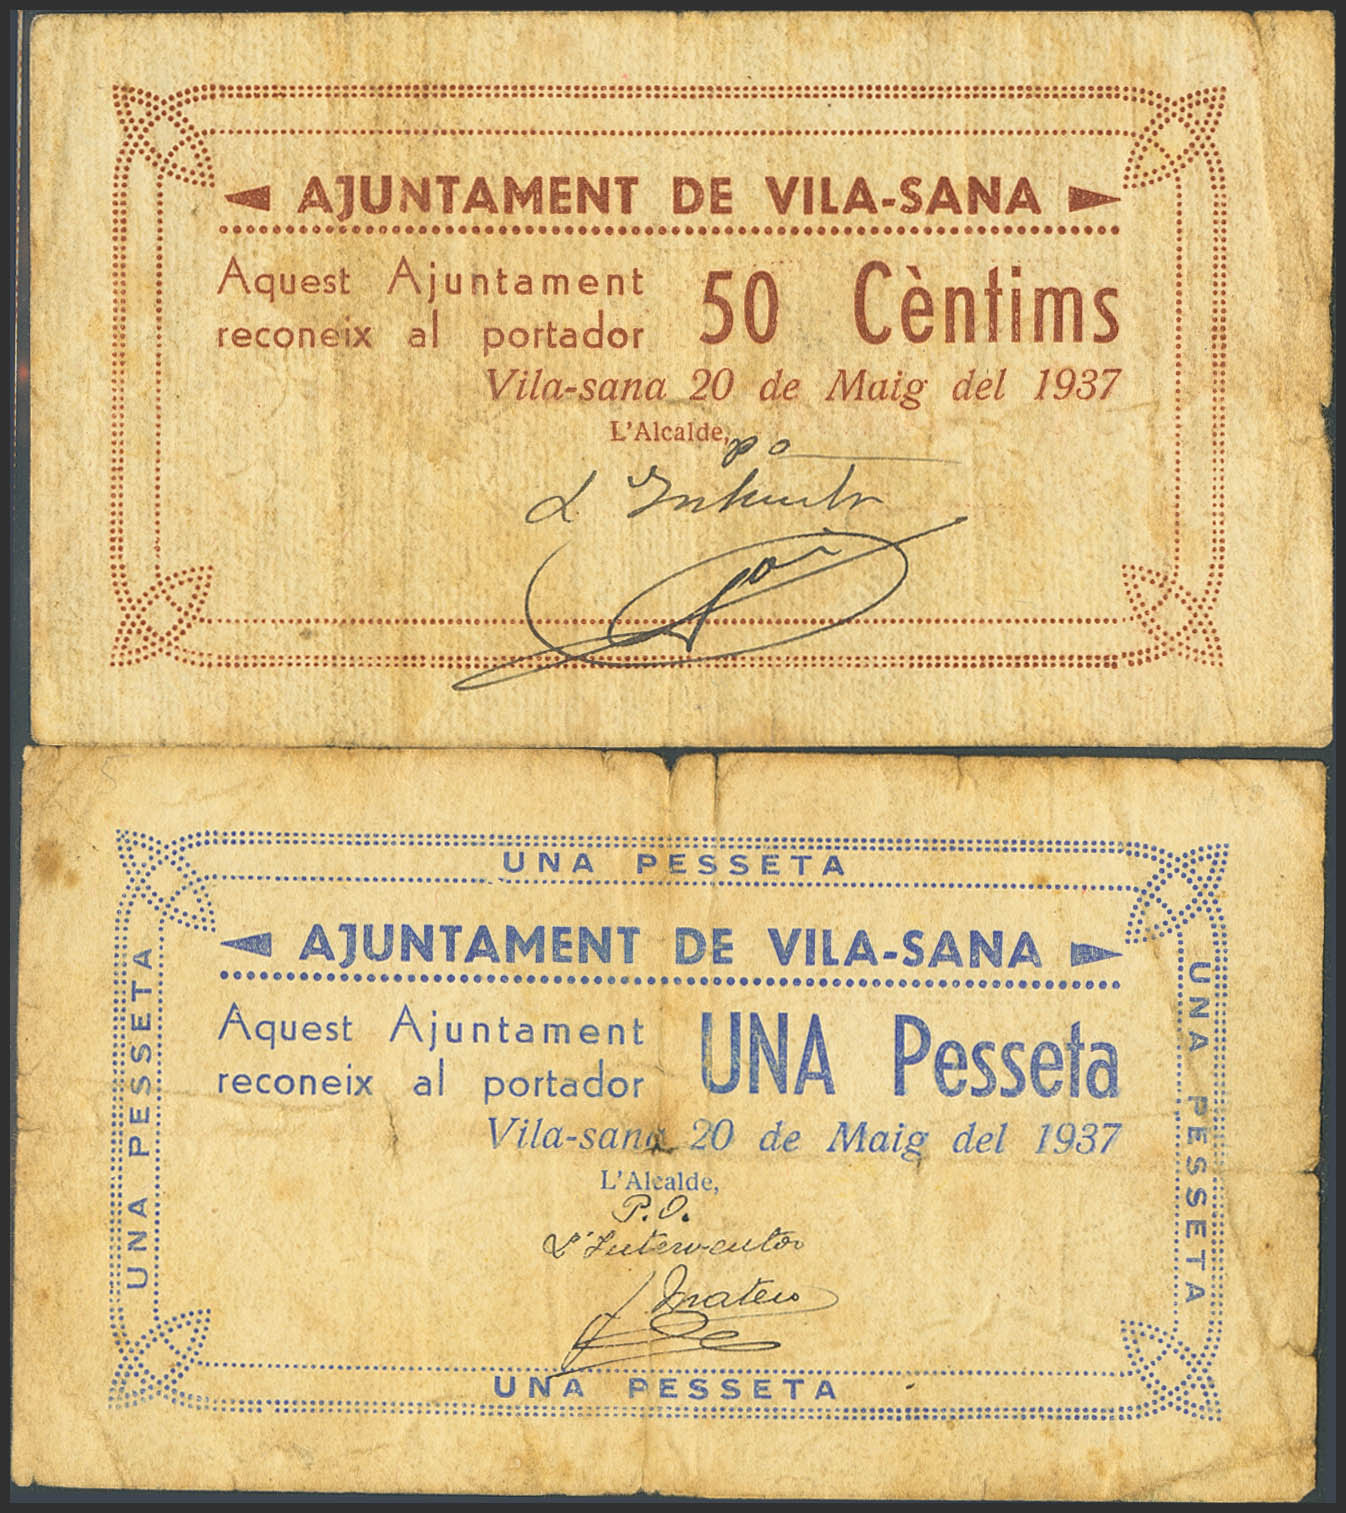 AJUNTAMENT DE VILA-SANA
Aquest Ajuntament
reconeix al portador
50 Cèntims
Vila-sana 20 de Maig del 1937
L'Alcalde,
p o
UNA PESSETA
UNA PESSETA
AJUNTAMENT DE VILA-SANA
Aquest Ajuntament
reconeix al portador
UNA Pesseta
Vila-sana 20 de Maig del 1937
L'Alcalde,
P.O.
L'Interventor
J. Mateu
UNA PESSETA
UNA PESSETA